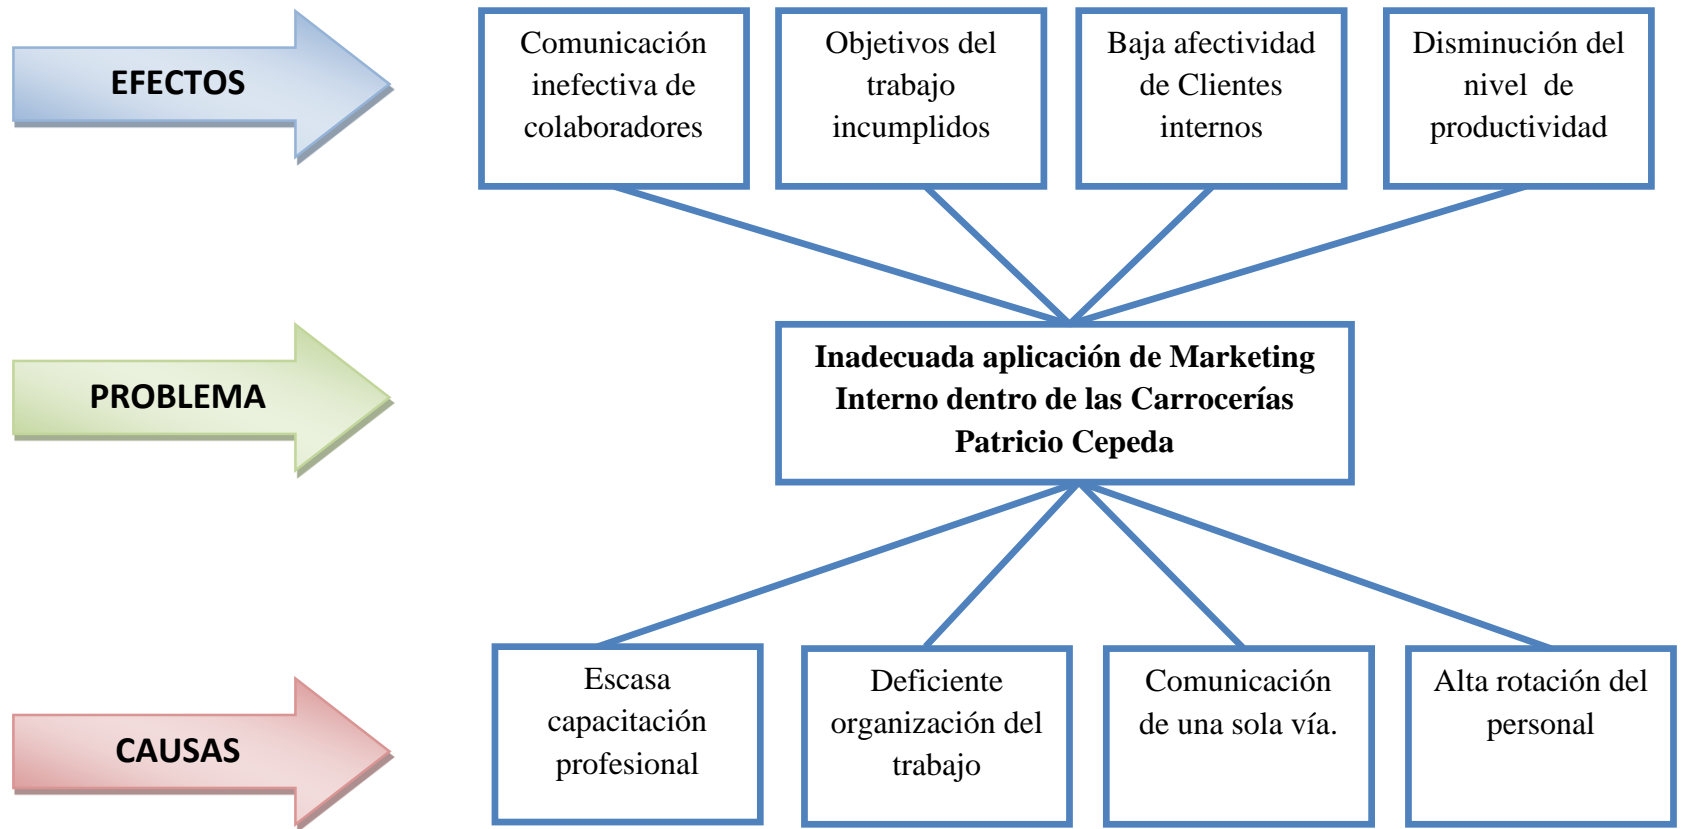 EFECTOS
Comunicación
inefectiva de
colaboradores
Objetivos del
trabajo
incumplidos
Baja afectividad
de Clientes
internos
Disminución del
nivel de
productividad
PROBLEMA
Inadecuada aplicación de Marketing
Interno dentro de las Carrocerías
Patricio Cepeda
CAUSAS
Escasa
capacitación
profesional
Deficiente
organización del
trabajo
Comunicación
de una sola vía.
Alta rotación del
personal